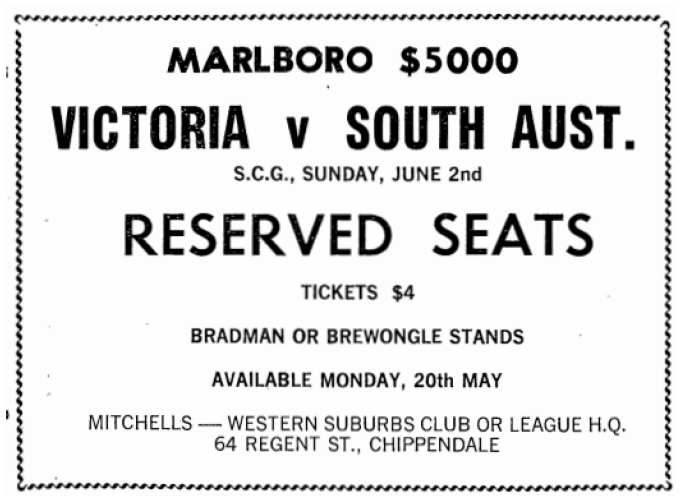 MARLBORO $5000
VICTORIA v SOUTH AUST.
S.C.G., SUNDAY, JUNE 2nd
RESERVED SEATS
TICKETS $4
BRADMAN OR BREWONGLE STANDS
AVAILABLE MONDAY, 20th MAY
MITCHELLS — WESTERN SUBURBS CLUB OR LEAGUE H.Q.
64 REGENT ST., CHIPPENDALE